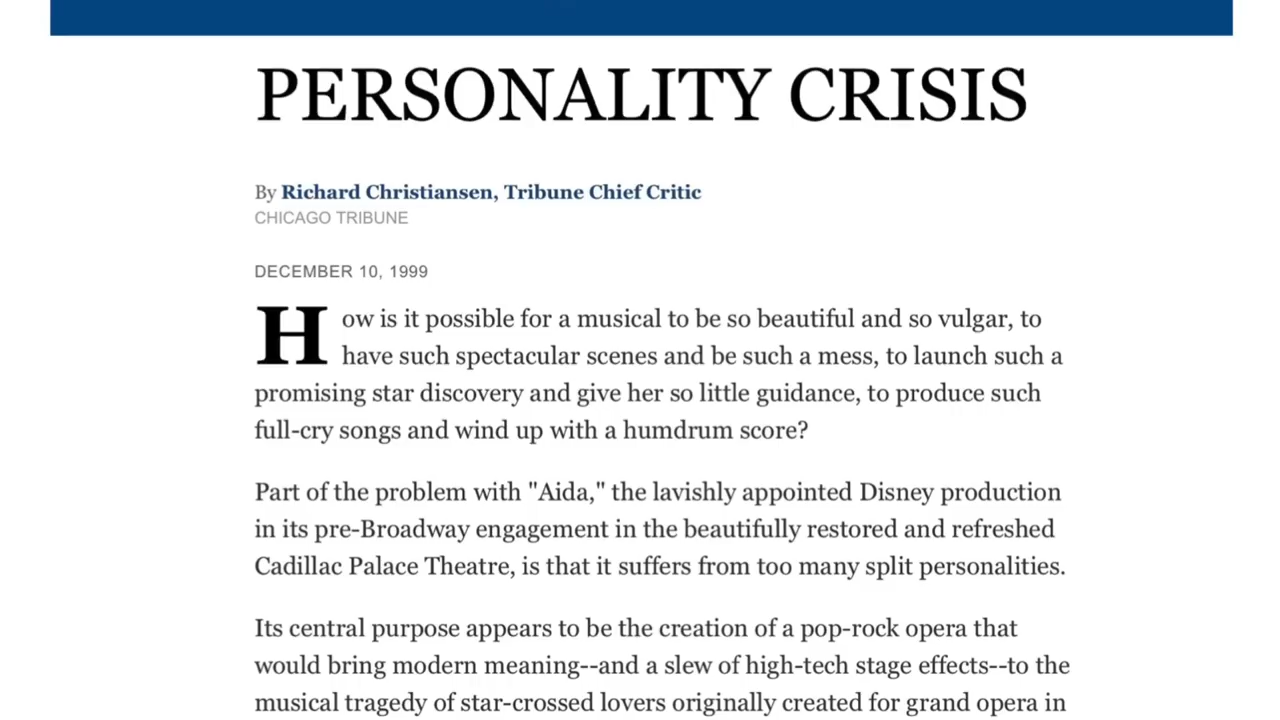 PERSONALITY CRISIS
By Richard Christiansen, Tribune Chief Critic
CHICAGO TRIBUNE
DECEMBER 10, 1999
How is it possible for a musical to be so beautiful and so vulgar, to
have such spectacular scenes and be such a mess, to launch such a
promising star discovery and give her so little guidance, to produce such
full-cry songs and wind up with a humdrum score?
Part of the problem with "Aida," the lavishly appointed Disney production
in its pre-Broadway engagement in the beautifully restored and refreshed
Cadillac Palace Theatre, is that it suffers from too many split personalities.
Its central purpose appears to be the creation of a pop-rock opera that
would bring modern meaning--and a slew of high-tech stage effects--to the
musical tragedy of star-crossed lovers originally created for grand opera in